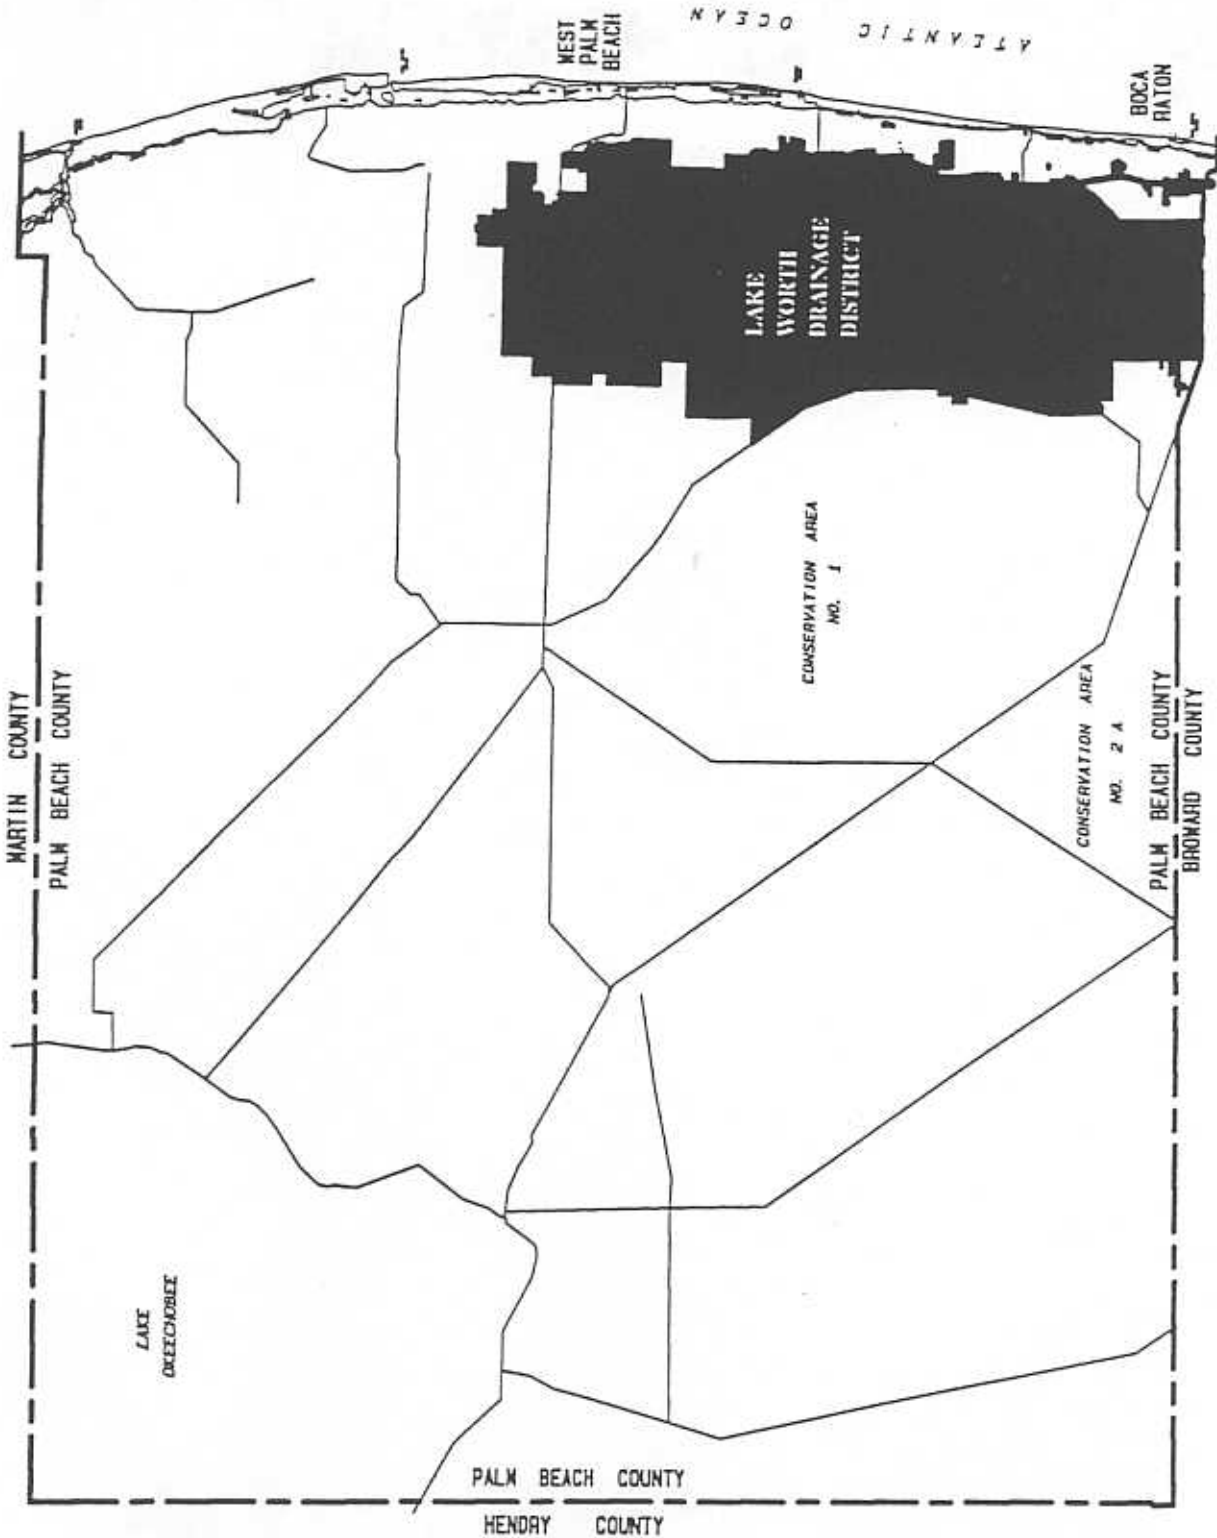 MARTIN COUNTY
PALM BEACH COUNTY
LAKE
OKEECHOBEE
HENDRY COUNTY
PALM BEACH COUNTY
WEST
PALM
BEACH
ATLANTIC OCEAN
LAKE
WORTH
DRAINAGE
DISTRICT
CONSERVATION AREA
NO. 1
CONSERVATION AREA
NO. 2 A
BOCA
RATON
PALM BEACH COUNTY
BROWARD COUNTY